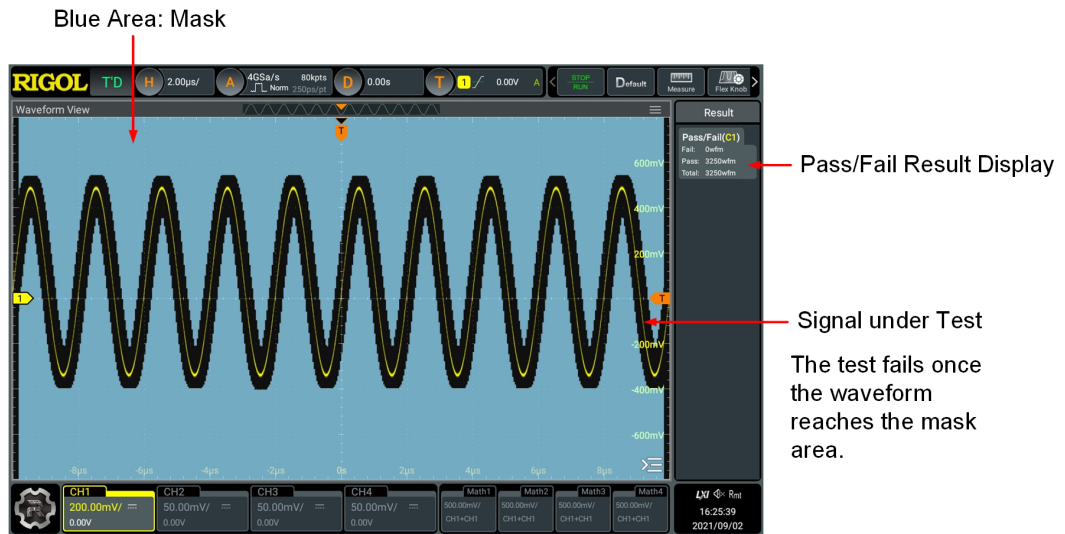 Blue Area: Mask
RIGOL T'D H 2.00μs/ A 4GSa/s 80kpts Norm 250ps/pt D 0.00s T 1 0.00V A STOP RUN Default Measure Flex Knob
Waveform View
Result
T
Pass/Fail(C1)
Fail: 0wfm
Pass: 3250wfm
Total: 3250wfm
Pass/Fail Result Display
600mV
400mV
200mV
1
T
Signal under Test
-200mV
The test fails once
the waveform
reaches the mask
area.
-400mV
-600mV
-8μs -6μs -4μs -2μs 0s 2μs 4μs 6μs 8μs
CH1 CH2 CH3 CH4 Math1 Math2 Math3 Math4
200.00mV/ 50.00mV/ 50.00mV/ 50.00mV/ 500.00mV/ 500.00mV/ 500.00mV/ 500.00mV/
0.00V 0.00V 0.00V 0.00V CH1+CH1 CH1+CH1 CH1+CH1 CH1+CH1
LXI Rmt
16:25:39
2021/09/02